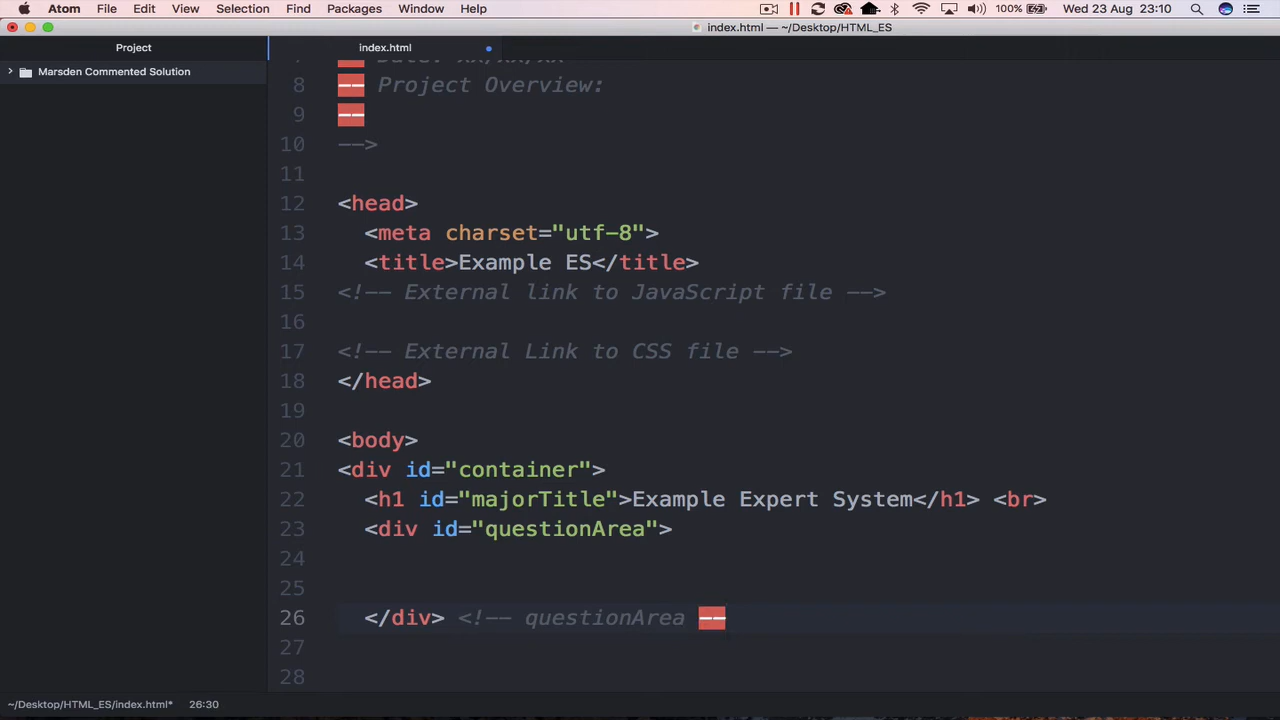 Atom File Edit View Selection Find Packages Window Help 100% Wed 23 Aug 23:10
index.html — ~/Desktop/HTML_ES
Project index.html
Marsden Commented Solution
8 -- Project Overview:
9 --
10 -->
11
12 <head>
13 <meta charset="utf-8">
14 <title>Example ES</title>
15 <!-- External link to JavaScript file -->
16
17 <!-- External Link to CSS file -->
18 </head>
19
20 <body>
21 <div id="container">
22 <h1 id="majorTitle">Example Expert System</h1> <br>
23 <div id="questionArea">
24
25
26 </div> <!-- questionArea --
27
28
~/Desktop/HTML_ES/index.html* 26:30